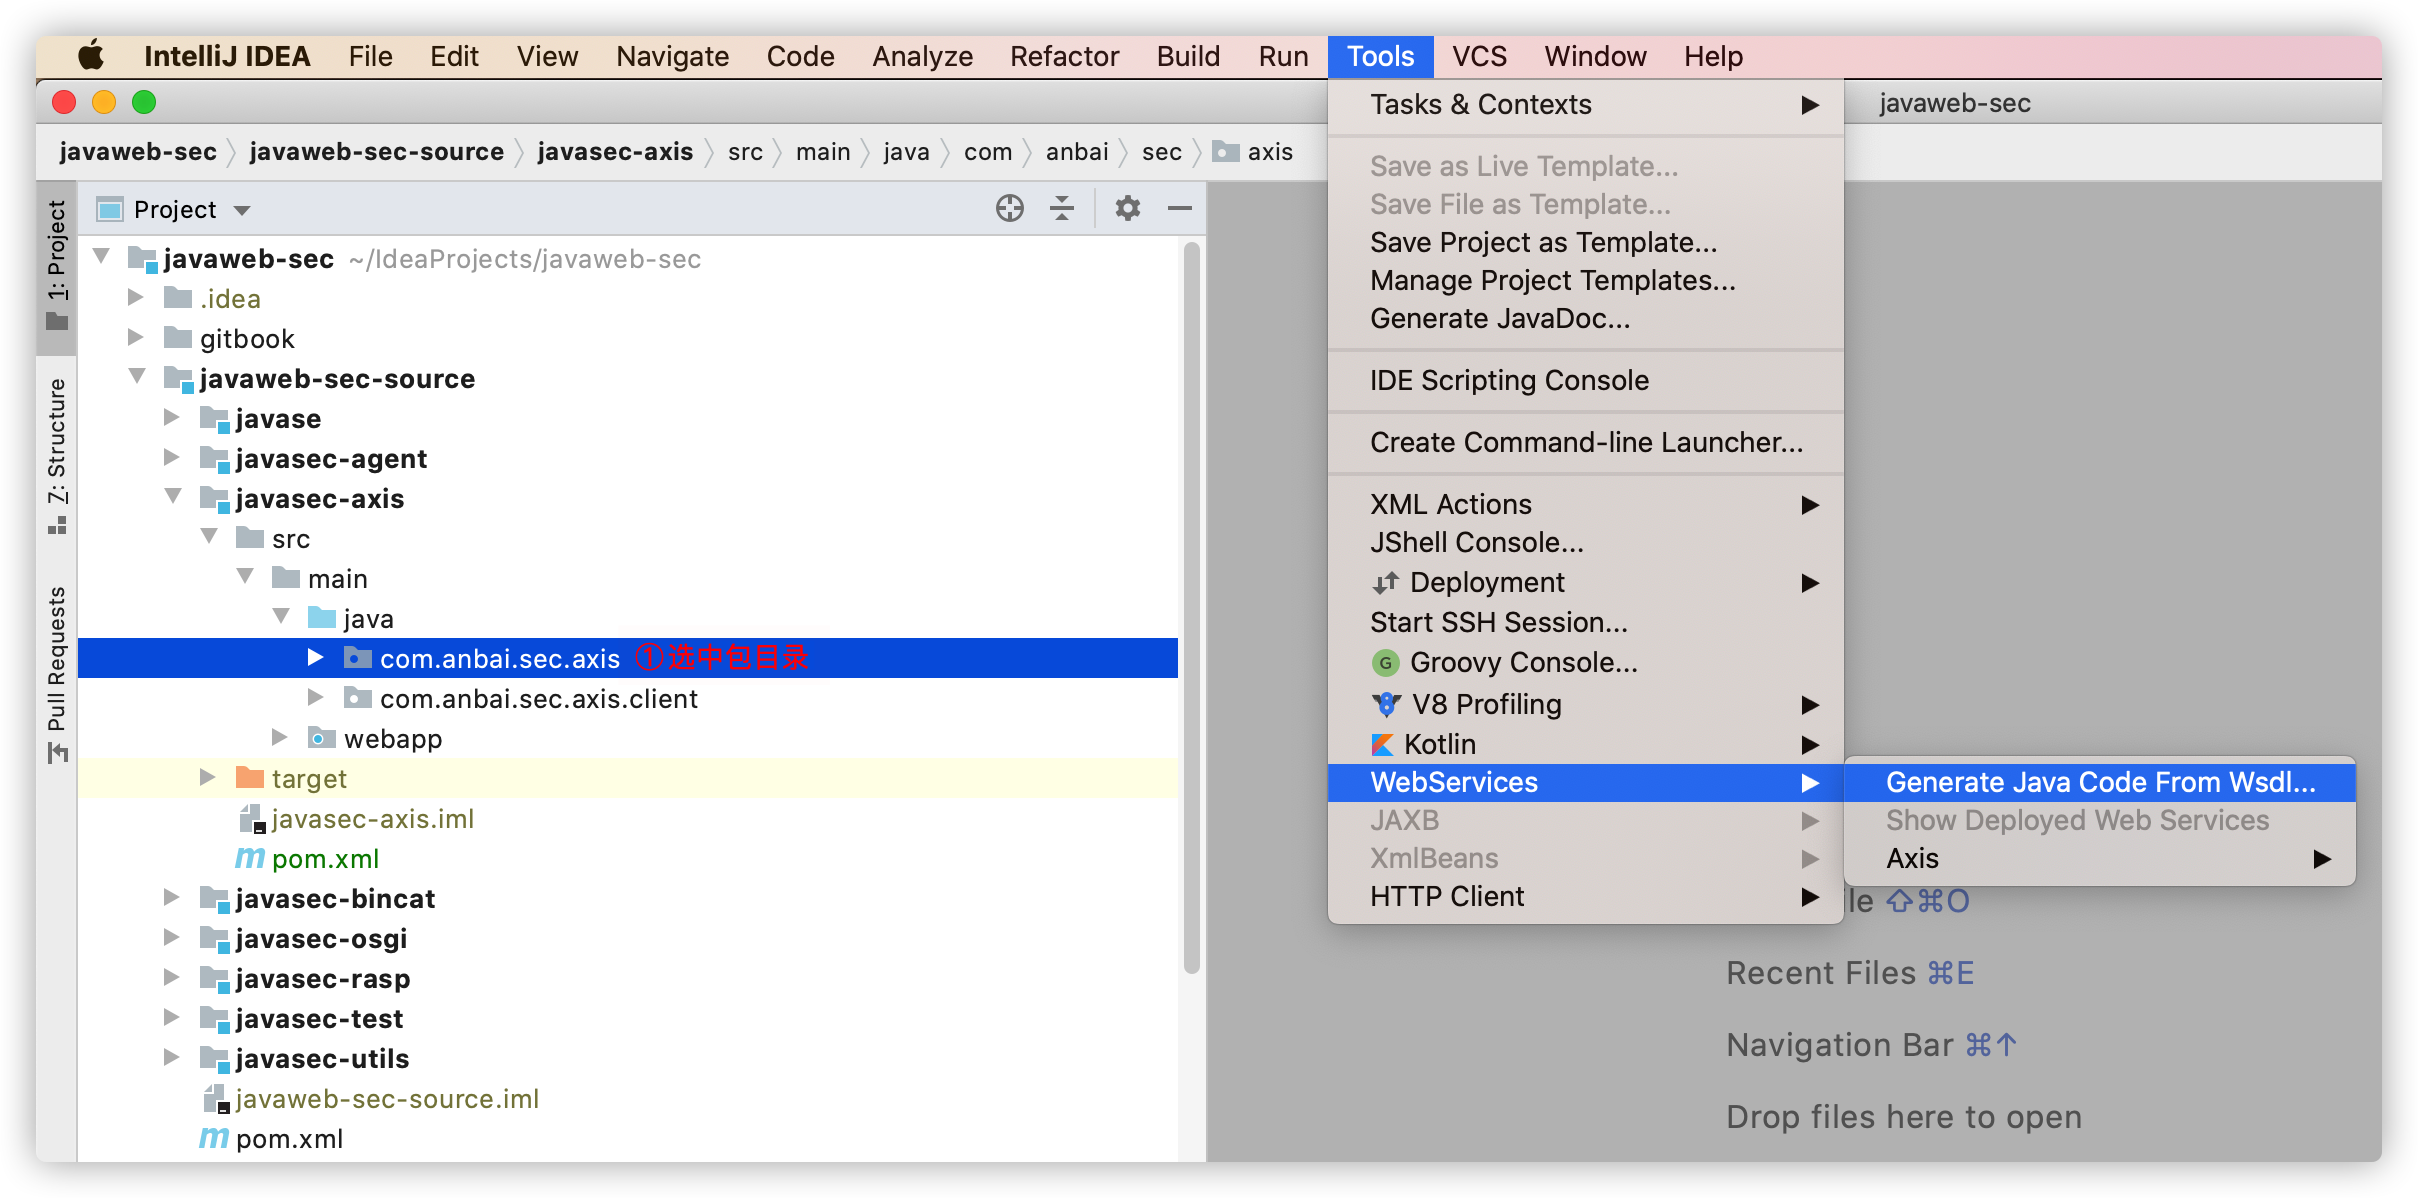 IntelliJ IDEA File Edit View Navigate Code Analyze Refactor Build Run Tools VCS Window Help
javaweb-sec
javaweb-sec javaweb-sec-source javasec-axis src main java com anbai sec axis
1: Project
7: Structure
Pull Requests
Project
javaweb-sec ~/IdeaProjects/javaweb-sec
.idea
gitbook
javaweb-sec-source
javase
javasec-agent
javasec-axis
src
main
java
com.anbai.sec.axis ①选中包目录
com.anbai.sec.axis.client
webapp
target
javasec-axis.iml
pom.xml
javasec-bincat
javasec-osgi
javasec-rasp
javasec-test
javasec-utils
javaweb-sec-source.iml
pom.xml
Tasks & Contexts
Save as Live Template...
Save File as Template...
Save Project as Template...
Manage Project Templates...
Generate JavaDoc...
IDE Scripting Console
Create Command-line Launcher...
XML Actions
JShell Console...
Deployment
Start SSH Session...
Groovy Console...
V8 Profiling
Kotlin
WebServices
JAXB
XmlBeans
HTTP Client
Generate Java Code From Wsdl...
Show Deployed Web Services
Axis
⇧⌘O
Recent Files ⌘E
Navigation Bar ⌘↑
Drop files here to open